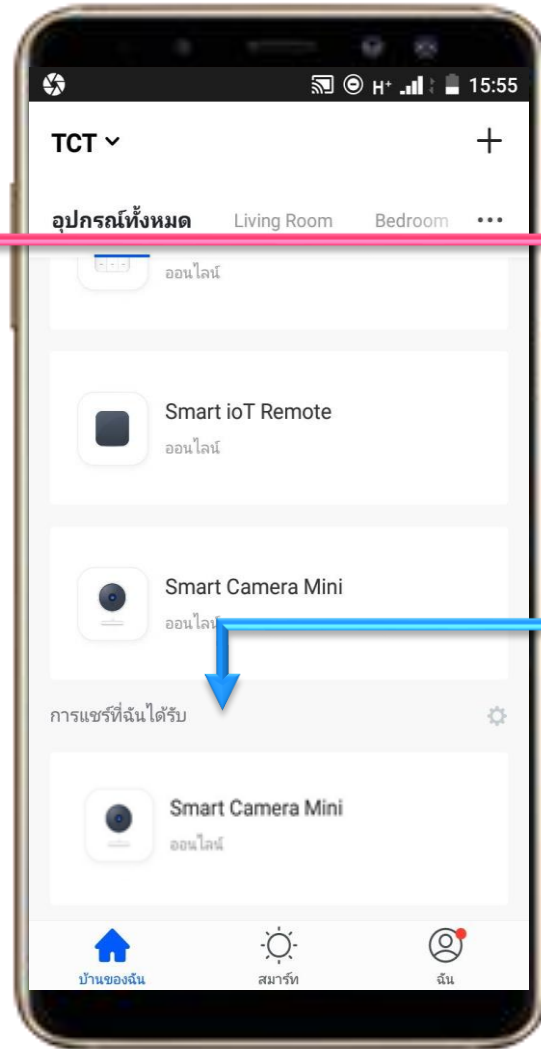 H+ 15:55
TCT
อุปกรณ์ทั้งหมด Living Room Bedroom
ออนไลน์
Smart ioT Remote
ออนไลน์
Smart Camera Mini
ออนไลน์
การแชร์ที่ฉันได้รับ
Smart Camera Mini
ออนไลน์
บ้านของฉัน สมาร์ท ฉัน